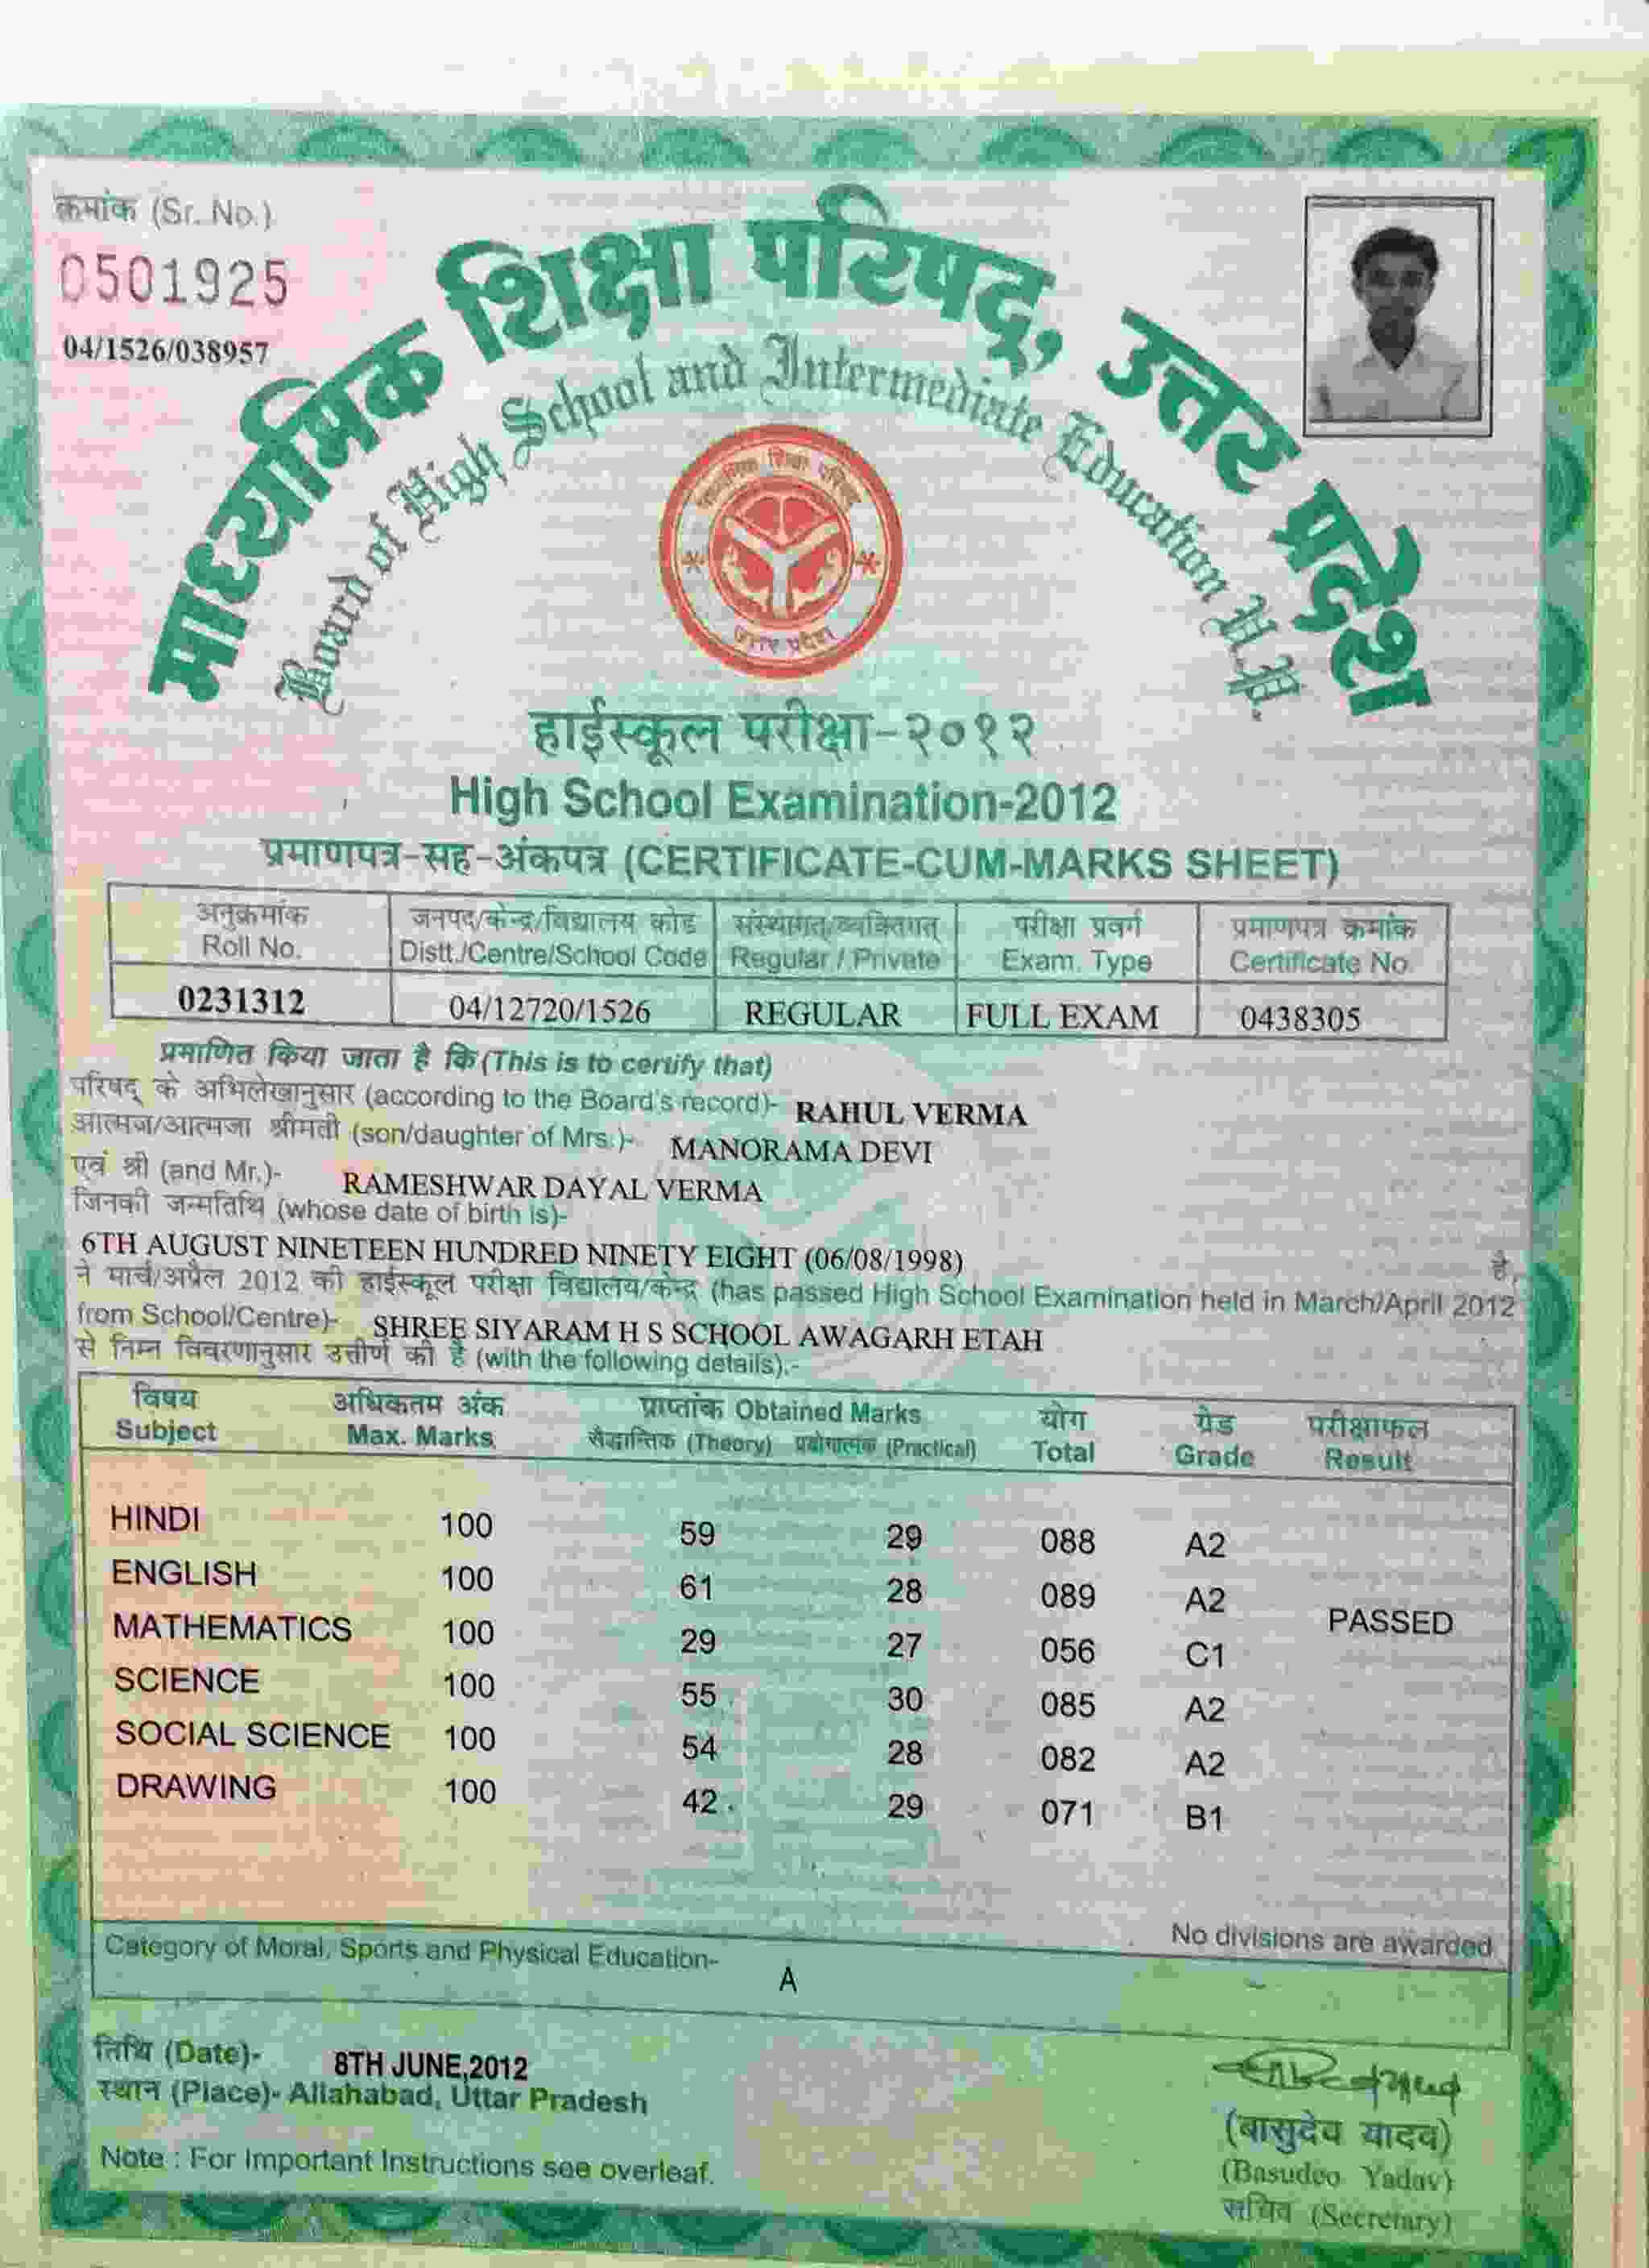 क्रमांक (Sr. No.)
0501925
04/1526/038957
माध्यमिक शिक्षा परिषद्, उत्तर प्रदेश
Board of High School and Intermediate Education U.P.
माध्यमिक शिक्षा परिषद्
उत्तर प्रदेश
हाईस्कूल परीक्षा-२०१२
High School Examination-2012
प्रमाणपत्र-सह-अंकपत्र (CERTIFICATE-CUM-MARKS SHEET)
अनुक्रमांक जनपद/केन्द्र/विद्यालय कोड संस्थागत/व्यक्तिगत् परीक्षा प्रवर्ग प्रमाणपत्र क्रमांक
Roll No. Distt./Centre/School Code Regular / Private Exam. Type Certificate No.
0231312 04/12720/1526 REGULAR FULL EXAM 0438305
प्रमाणित किया जाता है कि (This is to certify that)
परिषद् के अभिलेखानुसार (according to the Board's record)- RAHUL VERMA
आत्मज/आत्मजा श्रीमती (son/daughter of Mrs.)- MANORAMA DEVI
एवं श्री (and Mr.)- RAMESHWAR DAYAL VERMA
जिनकी जन्मतिथि (whose date of birth is)-
6TH AUGUST NINETEEN HUNDRED NINETY EIGHT (06/08/1998) है,
ने मार्च/अप्रैल 2012 की हाईस्कूल परीक्षा विद्यालय/केन्द्र (has passed High School Examination held in March/April 2012
from School/Centre)- SHREE SIYARAM H S SCHOOL AWAGARH ETAH
से निम्न विवरणानुसार उत्तीर्ण की है (with the following details).-
विषय अधिकतम अंक प्राप्तांक Obtained Marks योग ग्रेड परीक्षाफल
Subject Max. Marks सैद्धान्तिक (Theory) प्रयोगात्मक (Practical) Total Grade Result
HINDI 100 59 29 088 A2
ENGLISH 100 61 28 089 A2 PASSED
MATHEMATICS 100 29 27 056 C1
SCIENCE 100 55 30 085 A2
SOCIAL SCIENCE 100 54 28 082 A2
DRAWING 100 42 29 071 B1
No divisions are awarded
Category of Moral, Sports and Physical Education- A
तिथि (Date)- 8TH JUNE,2012
स्थान (Place)- Allahabad, Uttar Pradesh
(बासुदेव यादव)
Note : For Important Instructions see overleaf.
(Basudeo Yadav)
सचिव (Secretary)